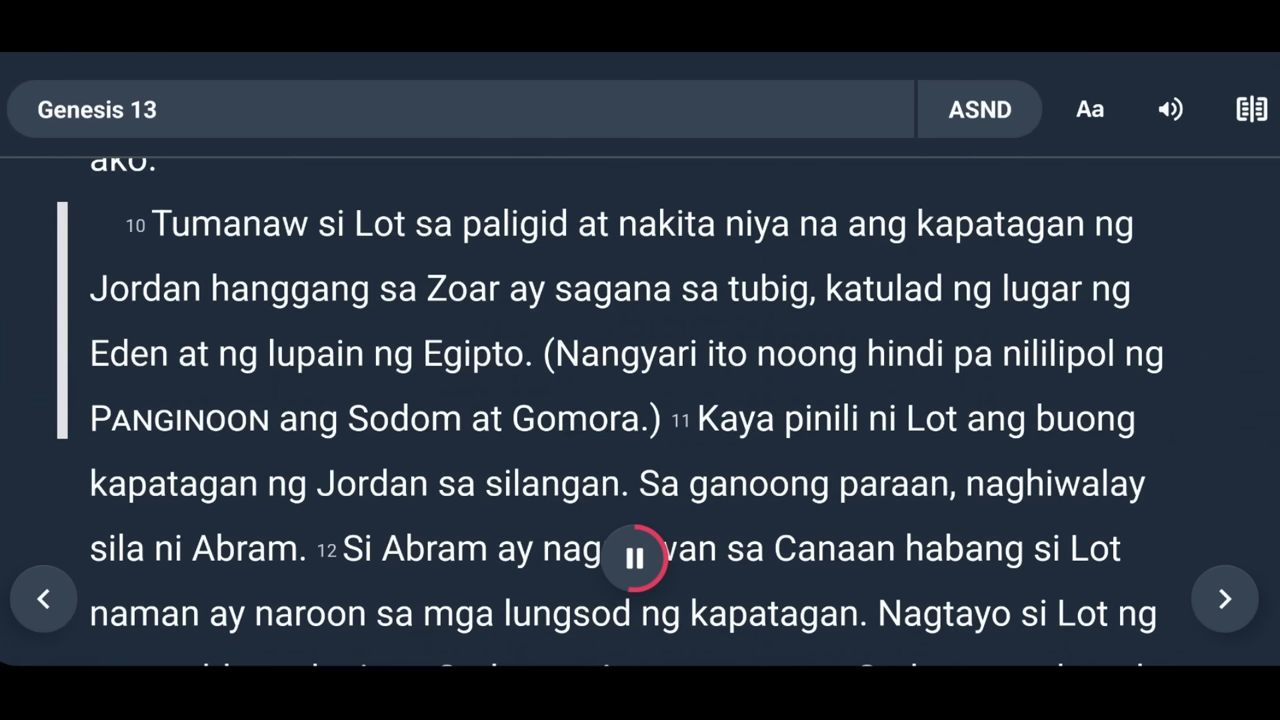 Genesis 13 ASND Aa
ako.
10 Tumanaw si Lot sa paligid at nakita niya na ang kapatagan ng
Jordan hanggang sa Zoar ay sagana sa tubig, katulad ng lugar ng
Eden at ng lupain ng Egipto. (Nangyari ito noong hindi pa nililipol ng
PANGINOON ang Sodom at Gomora.) 11 Kaya pinili ni Lot ang buong
kapatagan ng Jordan sa silangan. Sa ganoong paraan, naghiwalay
sila ni Abram. 12 Si Abram ay sa Canaan habang si Lot
naman ay naroon sa mga lungsod ng kapatagan. Nagtayo si Lot ng